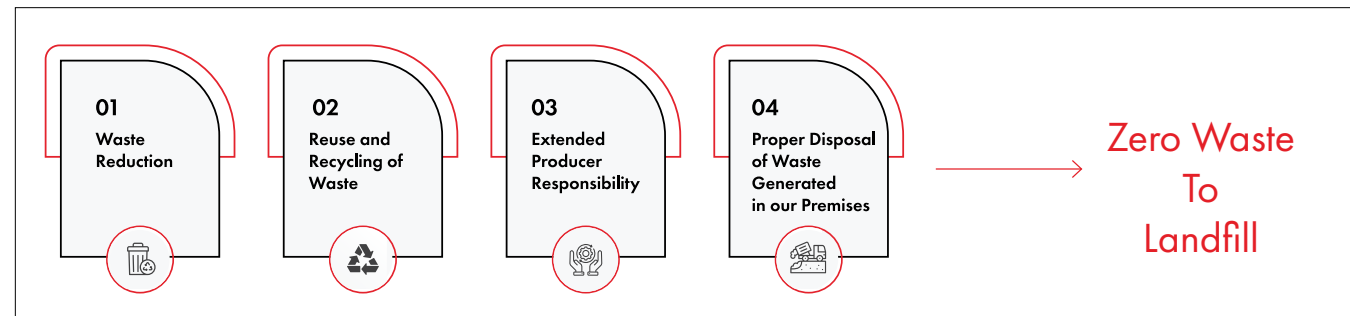 01
Waste
Reduction
02
Reuse and
Recycling of
Waste
03
Extended
Producer
Responsibility
04
Proper Disposal
of Waste
Generated
in our Premises
Zero Waste
To
Landfill